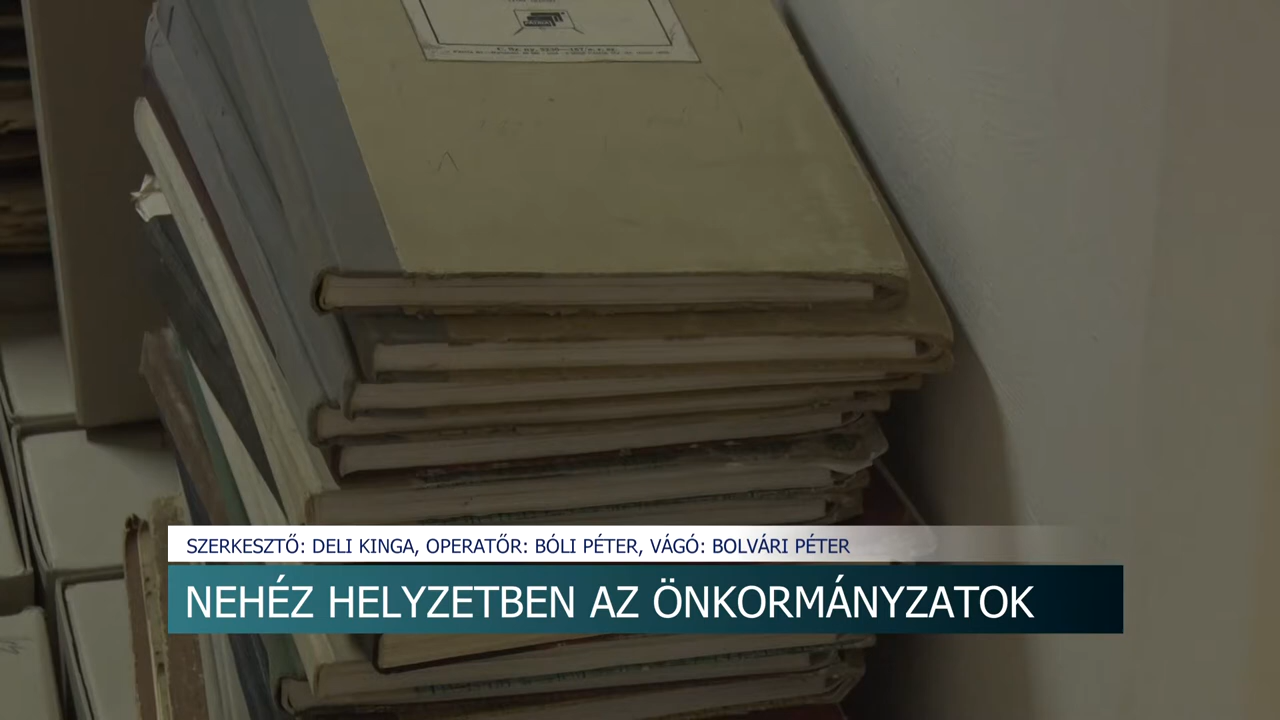 SZERKESZTŐ: DELI KINGA, OPERATŐR: BÓLI PÉTER, VÁGÓ: BOLVÁRI PÉTER
NEHÉZ HELYZETBEN AZ ÖNKORMÁNYZATOK